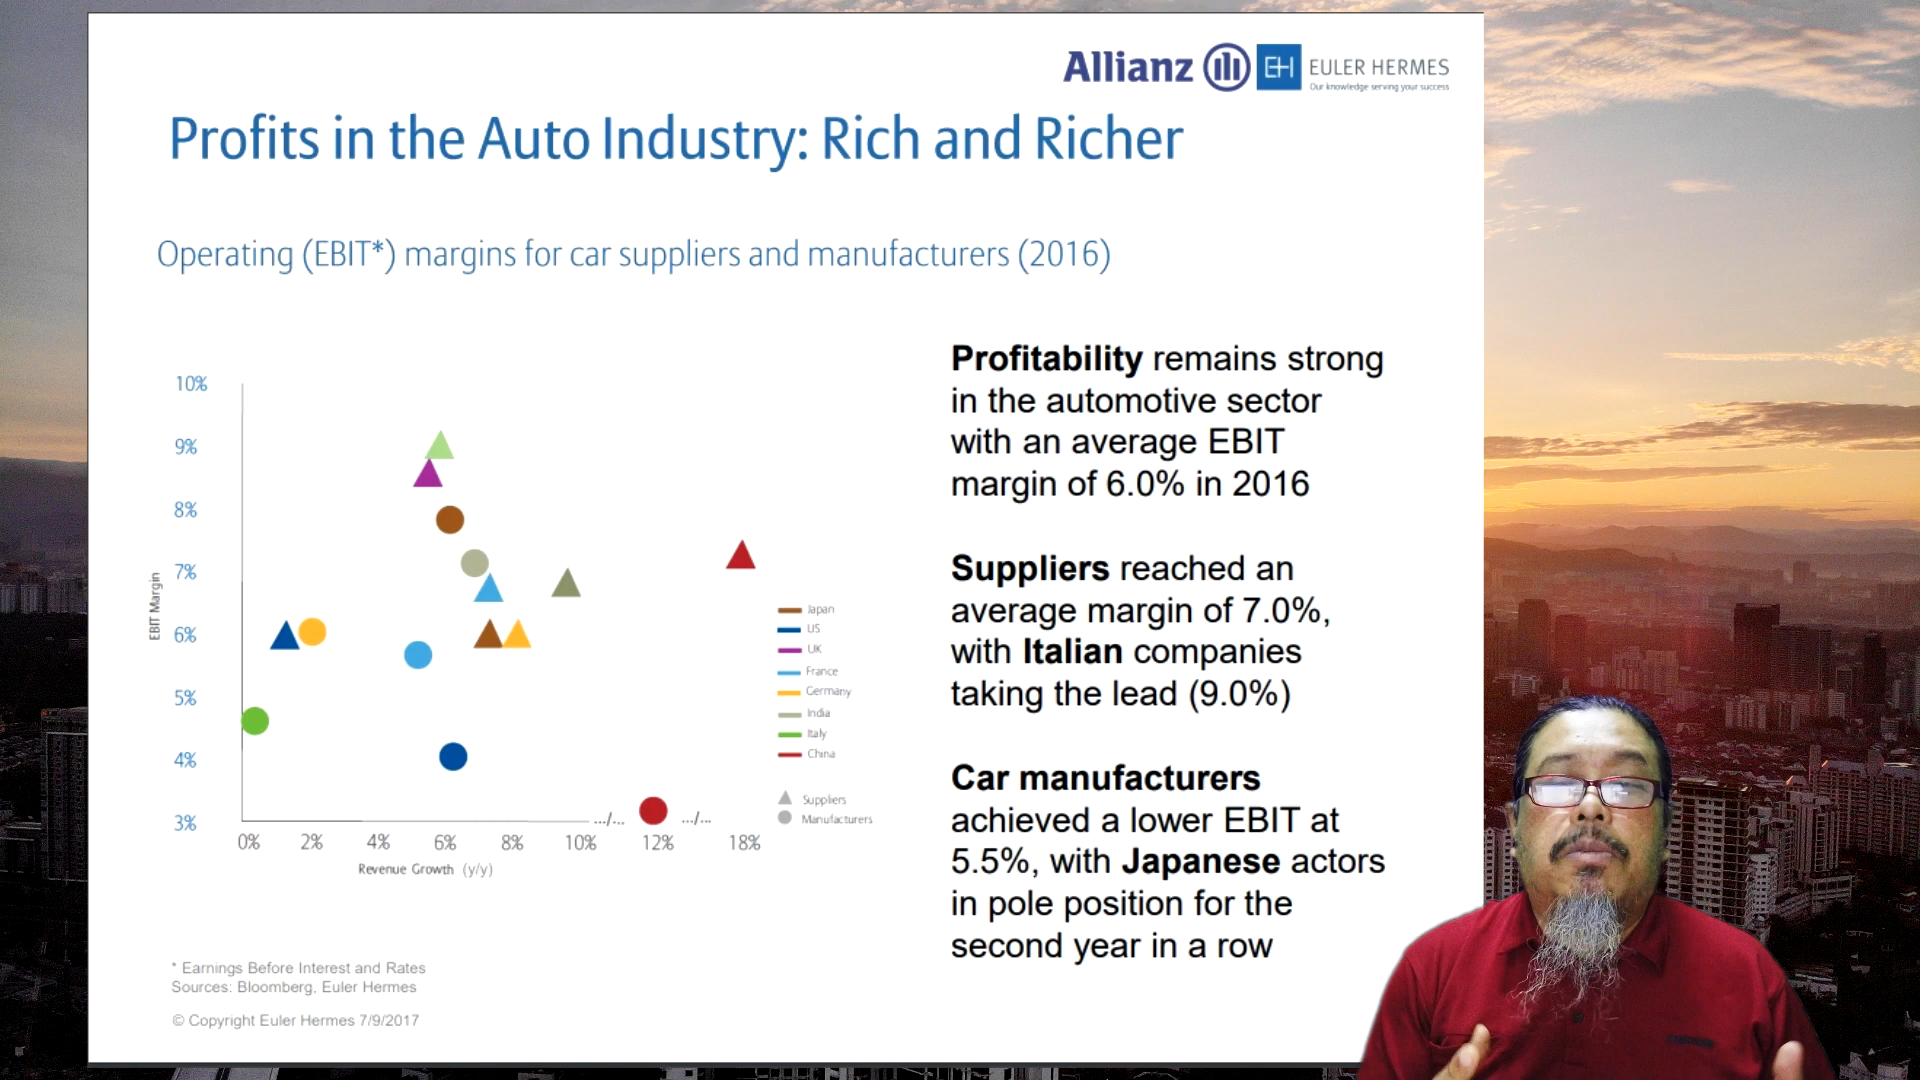 Allianz EH EULER HERMES
Our knowledge serving your success
Profits in the Auto Industry: Rich and Richer
Operating (EBIT*) margins for car suppliers and manufacturers (2016)
10%
9%
8%
7%
6%
5%
4%
3%
EBIT Margin
0% 2% 4% 6% 8% 10% .../... 12% .../... 18%
Revenue Growth (y/y)
Japan
US
UK
France
Germany
India
Italy
China
Suppliers
Manufacturers
Profitability remains strong
in the automotive sector
with an average EBIT
margin of 6.0% in 2016
Suppliers reached an
average margin of 7.0%,
with Italian companies
taking the lead (9.0%)
Car manufacturers
achieved a lower EBIT at
5.5%, with Japanese actors
in pole position for the
second year in a row
* Earnings Before Interest and Rates
Sources: Bloomberg, Euler Hermes
© Copyright Euler Hermes 7/9/2017